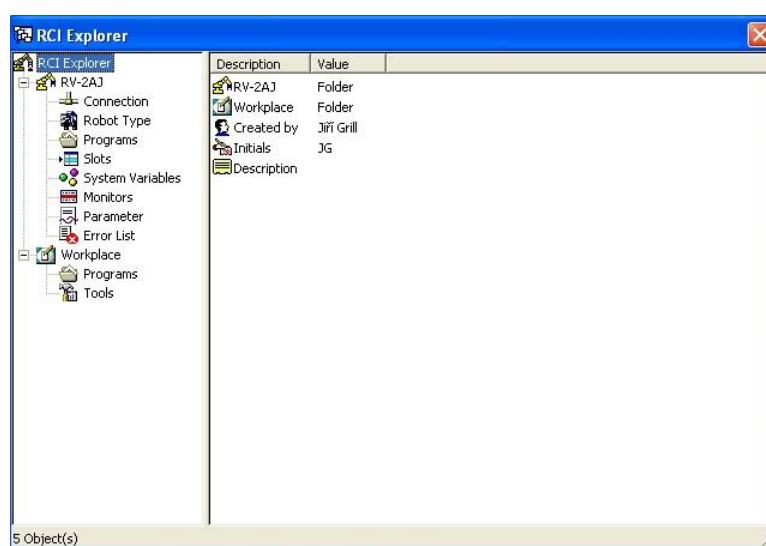 RCI Explorer
RCI Explorer
RV-2AJ
Connection
Robot Type
Programs
Slots
System Variables
Monitors
Parameter
Error List
Workplace
Programs
Tools
Description Value
RV-2AJ Folder
Workplace Folder
Created by Jiří Grill
Initials JG
Description
5 Object(s)